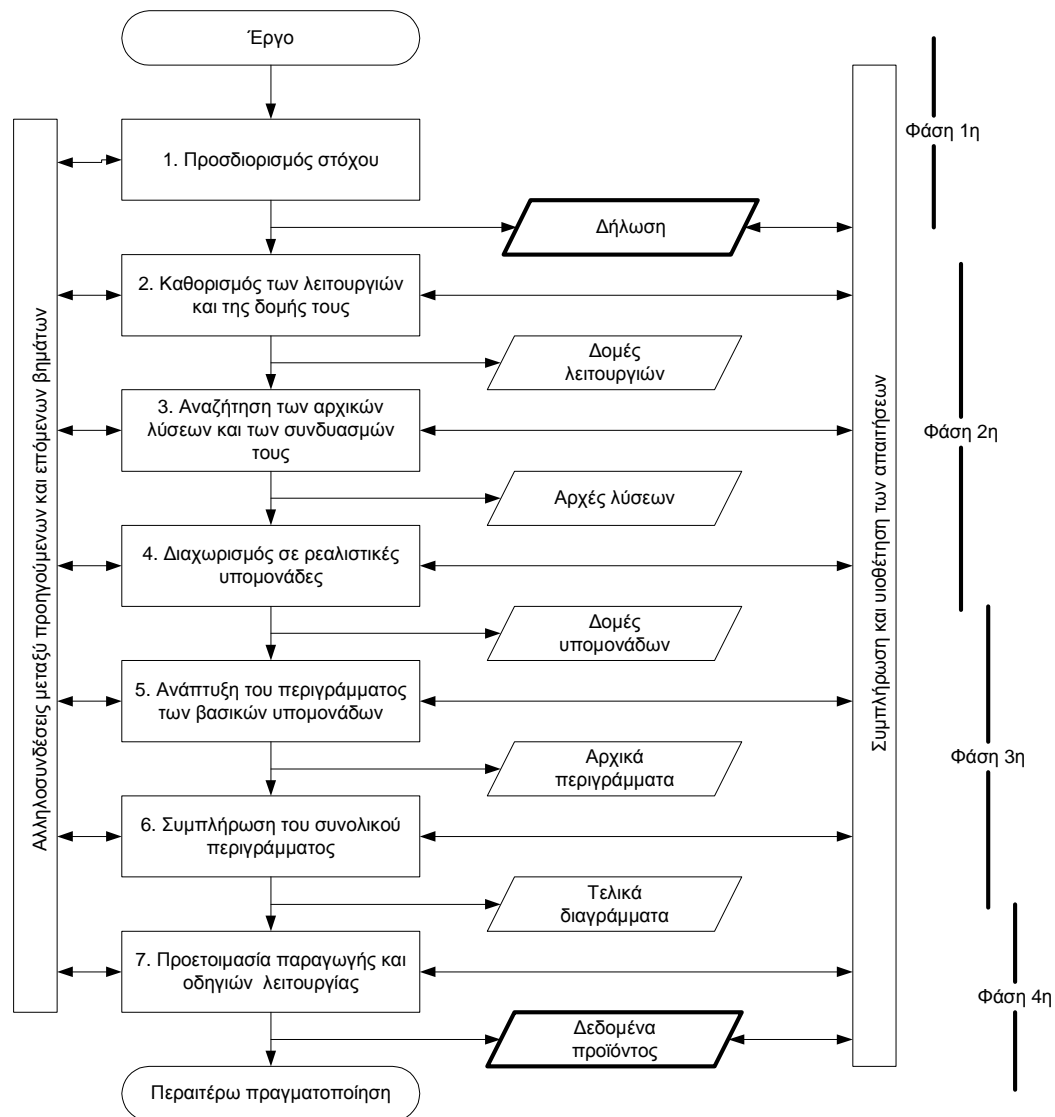 Έργο
Φάση 1η
1. Προσδιορισμός στόχου
Δήλωση
2. Καθορισμός των λειτουργιών
και της δομής τους
Δομές
λειτουργιών
3. Αναζήτηση των αρχικών
λύσεων και των συνδυασμών
τους
Φάση 2η
Αρχές λύσεων
4. Διαχωρισμός σε ρεαλιστικές
υπομονάδες
Δομές
υπομονάδων
5. Ανάπτυξη του περιγράμματος
των βασικών υπομονάδων
Φάση 3η
Αρχικά
περιγράμματα
6. Συμπλήρωση του συνολικού
περιγράμματος
Τελικά
διαγράμματα
7. Προετοιμασία παραγωγής και
οδηγιών λειτουργίας
Φάση 4η
Δεδομένα
προϊόντος
Περαιτέρω πραγματοποίηση
Αλληλοσυνδέσεις μεταξύ προηγούμενων και επόμενων βημάτων
Συμπλήρωση και υιοθέτηση των απαιτήσεων